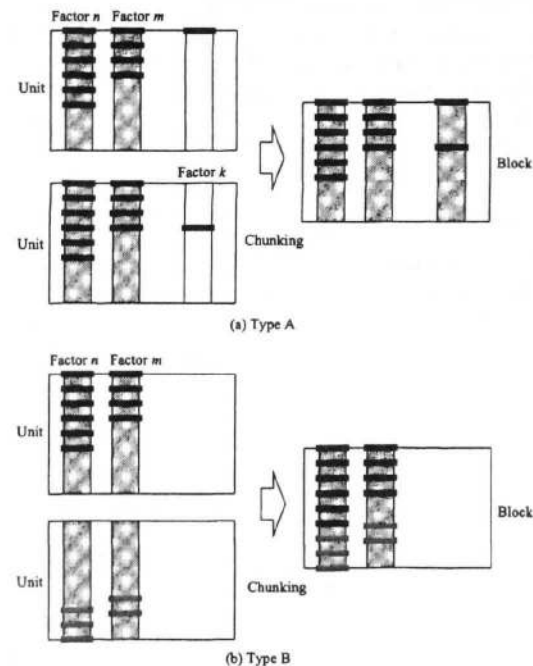 Factor n Factor m
Unit
Factor k
Unit
Block
Chunking
(a) Type A
Factor n Factor m
Unit
Unit
Block
Chunking
(b) Type B